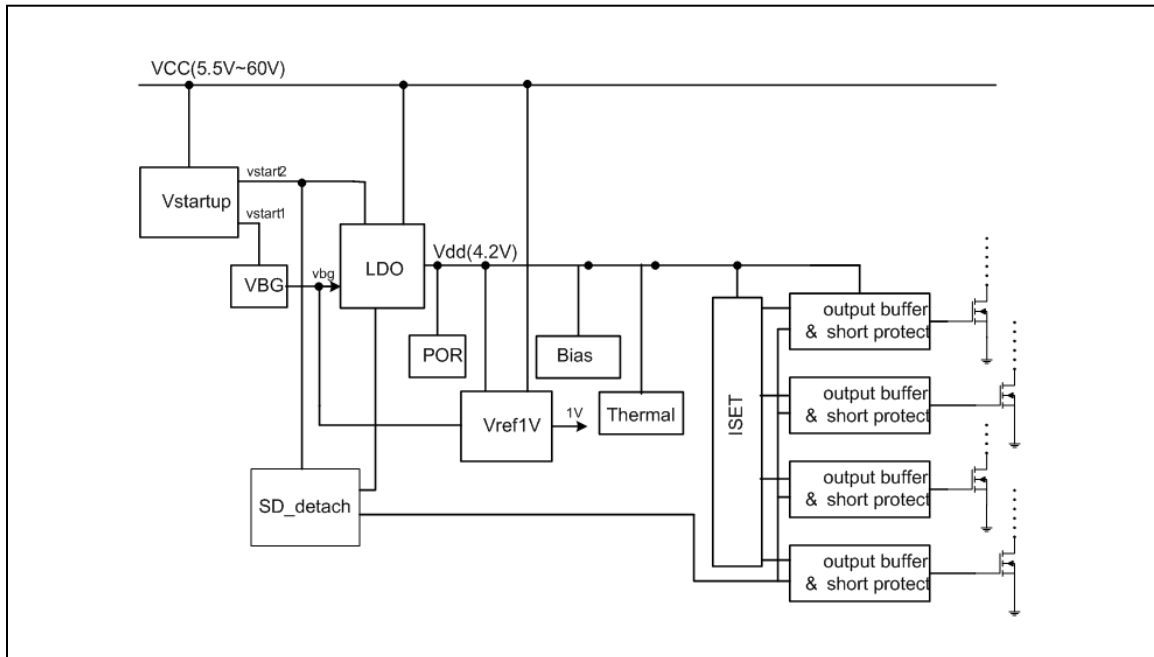 VCC(5.5V~60V)
vstart2
Vstartup
vstart1
VBG
vbg
LDO
Vdd(4.2V)
POR
Bias
Vref1V
1V
Thermal
SD_detach
ISET
output buffer
& short protect
output buffer
& short protect
output buffer
& short protect
output buffer
& short protect